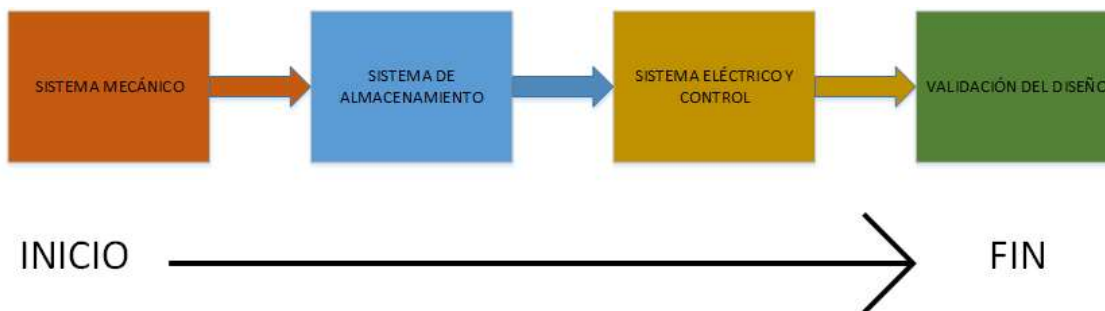 SISTEMA MECÁNICO
SISTEMA DE
ALMACENAMIENTO
SISTEMA ELÉCTRICO Y
CONTROL
VALIDACIÓN DEL DISEÑO
INICIO
FIN